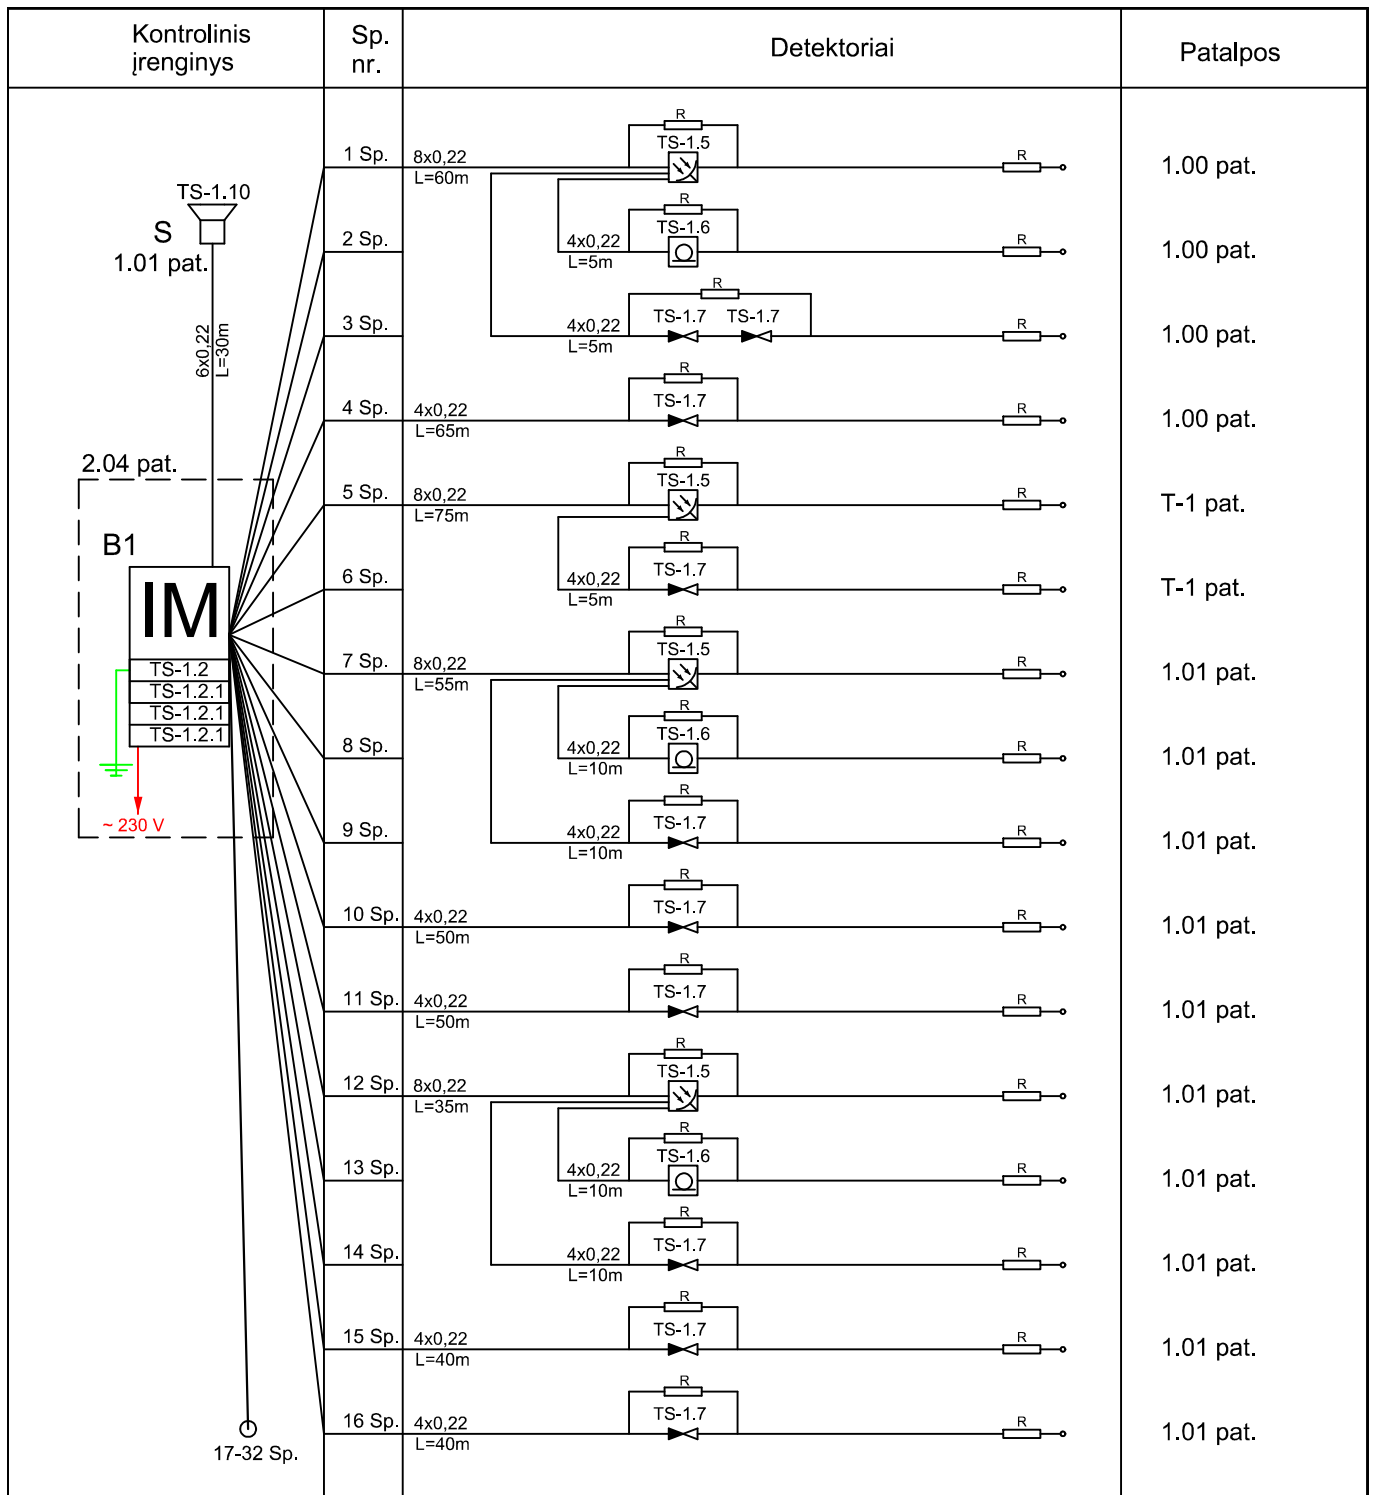 Kontrolinis
įrenginys
Sp.
nr.
Detektoriai
Patalpos
TS-1.10
S
1.01 pat.
6x0,22
L=30m
2.04 pat.
B1
IM
TS-1.2
TS-1.2.1
TS-1.2.1
TS-1.2.1
~ 230 V
17-32 Sp.
R
1 Sp.
8x0,22
L=60m
TS-1.5
R
1.00 pat.
R
2 Sp.
4x0,22
L=5m
TS-1.6
R
1.00 pat.
R
3 Sp.
4x0,22
L=5m
TS-1.7
TS-1.7
R
1.00 pat.
R
4 Sp.
4x0,22
L=65m
TS-1.7
R
1.00 pat.
R
5 Sp.
8x0,22
L=75m
TS-1.5
R
T-1 pat.
R
6 Sp.
4x0,22
L=5m
TS-1.7
R
T-1 pat.
R
7 Sp.
8x0,22
L=55m
TS-1.5
R
1.01 pat.
R
8 Sp.
4x0,22
L=10m
TS-1.6
R
1.01 pat.
R
9 Sp.
4x0,22
L=10m
TS-1.7
R
1.01 pat.
R
10 Sp.
4x0,22
L=50m
TS-1.7
R
1.01 pat.
R
11 Sp.
4x0,22
L=50m
TS-1.7
R
1.01 pat.
R
12 Sp.
8x0,22
L=35m
TS-1.5
R
1.01 pat.
R
13 Sp.
4x0,22
L=10m
TS-1.6
R
1.01 pat.
R
14 Sp.
4x0,22
L=10m
TS-1.7
R
1.01 pat.
R
15 Sp.
4x0,22
L=40m
TS-1.7
R
1.01 pat.
R
16 Sp.
4x0,22
L=40m
TS-1.7
R
1.01 pat.